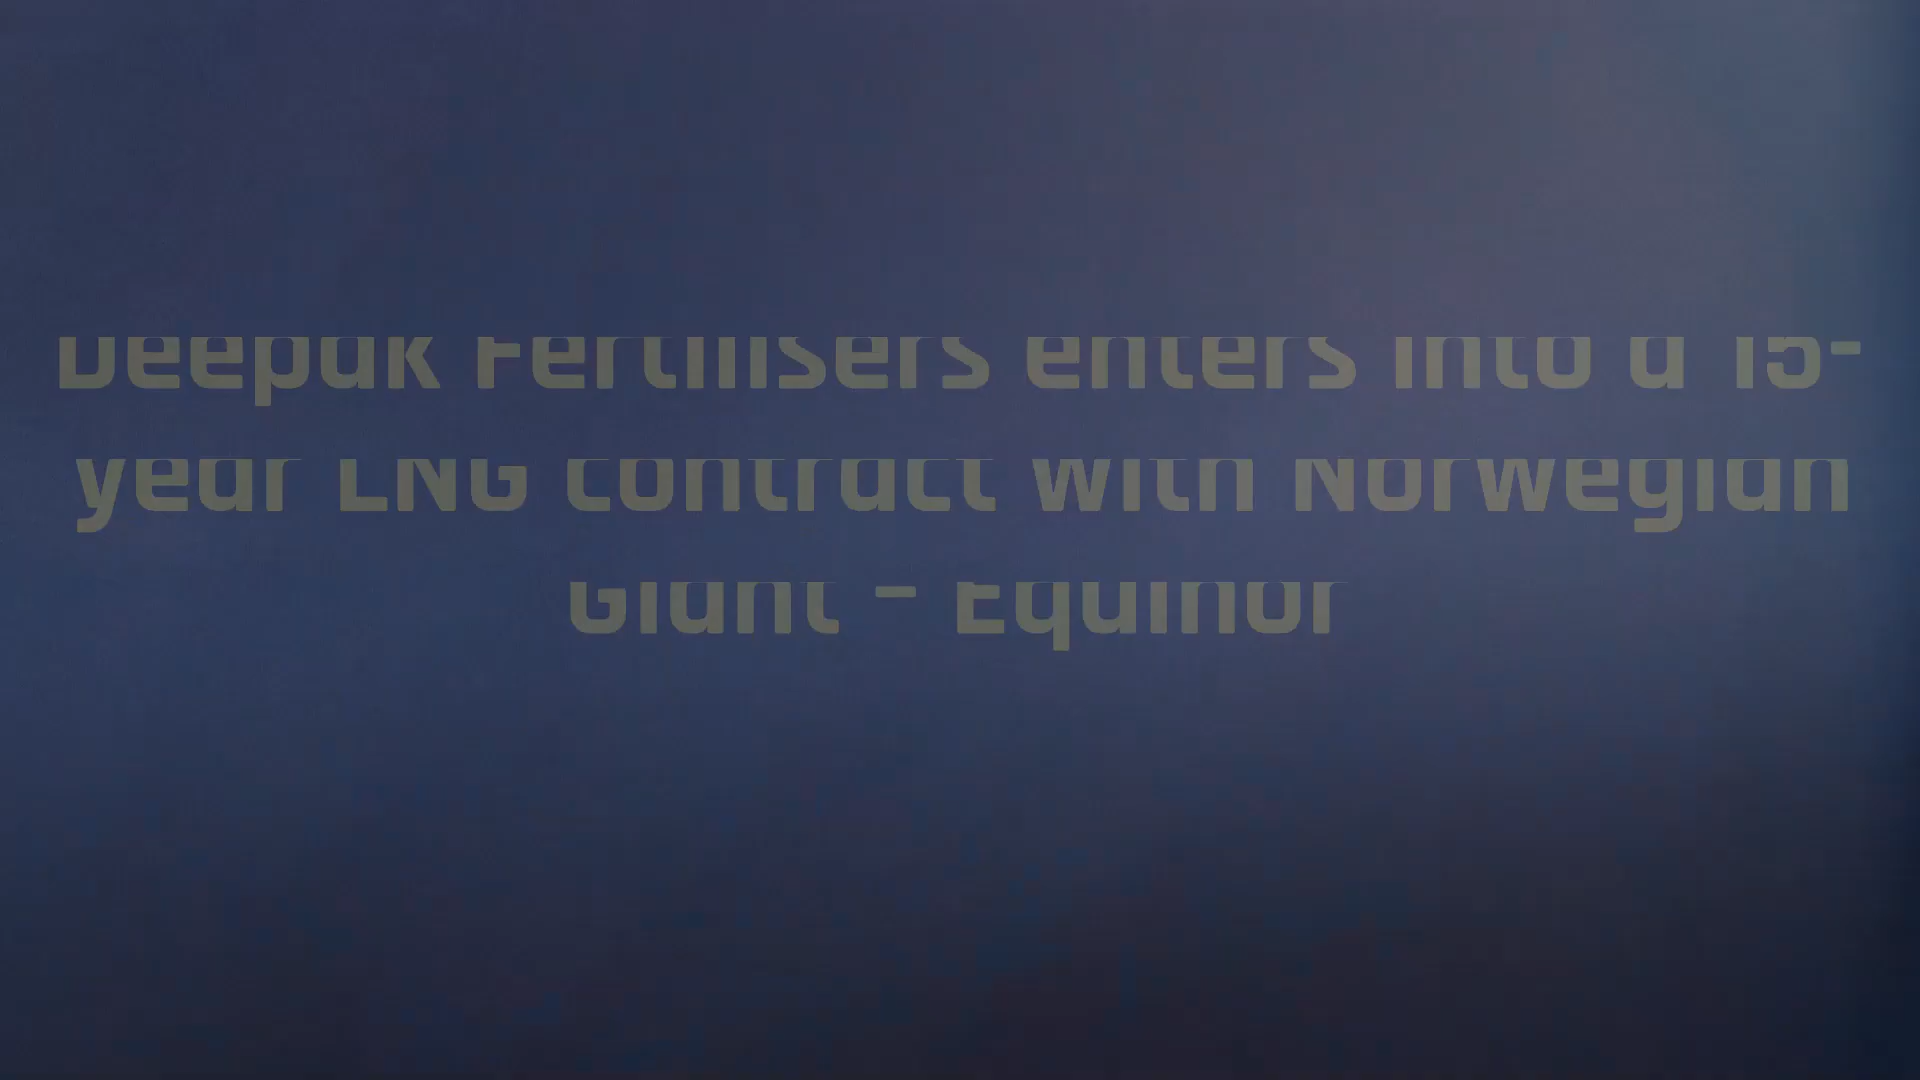 Deepak Fertilisers enters into a 15-
year LNG contract with Norwegian
Giant - Equinor